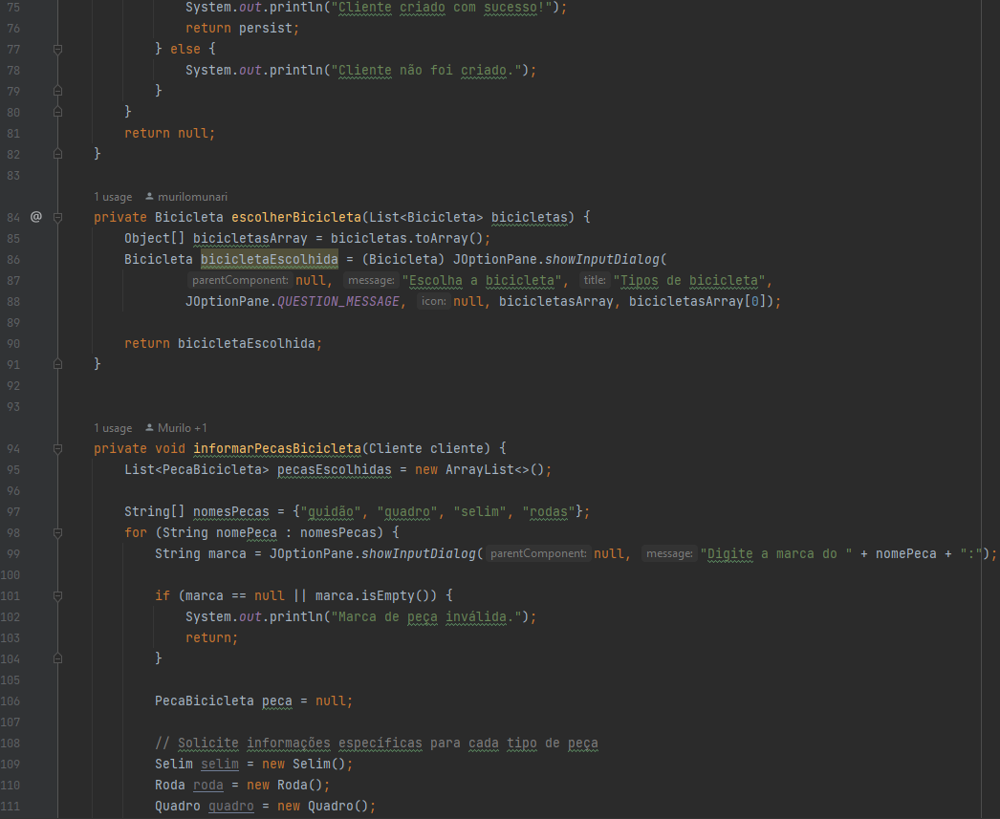 75 System.out.println("Cliente criado com sucesso!");
76 return persist;
77 } else {
78 System.out.println("Cliente não foi criado.");
79 }
80 }
81 return null;
82 }
83
1 usage murilomunari
84 @ private Bicicleta escolherBicicleta(List<Bicicleta> bicicletas) {
85 Object[] bicicletasArray = bicicletas.toArray();
86 Bicicleta bicicletaEscolhida = (Bicicleta) JOptionPane.showInputDialog(
87 parentComponent: null, message: "Escolha a bicicleta", title: "Tipos de bicicleta",
88 JOptionPane.QUESTION_MESSAGE, icon: null, bicicletasArray, bicicletasArray[0]);
89
90 return bicicletaEscolhida;
91 }
92
93
1 usage Murilo +1
94 private void informarPecasBicicleta(Cliente cliente) {
95 List<PecaBicicleta> pecasEscolhidas = new ArrayList<>();
96
97 String[] nomesPecas = {"guidão", "quadro", "selim", "rodas"};
98 for (String nomePeca : nomesPecas) {
99 String marca = JOptionPane.showInputDialog( parentComponent: null, message: "Digite a marca do " + nomePeca + ":");
100
101 if (marca == null || marca.isEmpty()) {
102 System.out.println("Marca de peça inválida.");
103 return;
104 }
105
106 PecaBicicleta peca = null;
107
108 // Solicite informações específicas para cada tipo de peça
109 Selim selim = new Selim();
110 Roda roda = new Roda();
111 Quadro quadro = new Quadro();